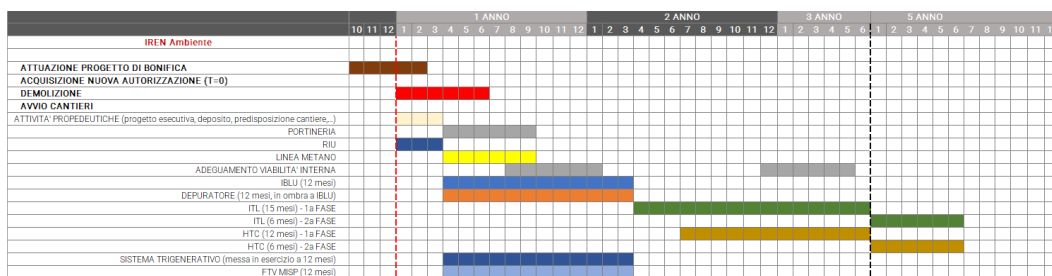 1 ANNO 2 ANNO 3 ANNO 5 ANNO
10 11 12 1 2 3 4 5 6 7 8 9 10 11 12 1 2 3 4 5 6 7 8 9 10 11 12 1 2 3 4 5 6 1 2 3 4 5 6 7 8 9 10 11 12
IREN Ambiente
ATTUAZIONE PROGETTO DI BONIFICA
ACQUISIZIONE NUOVA AUTORIZZAZIONE (T=0)
DEMOLIZIONE
AVVIO CANTIERI
ATTIVITA' PROPEDEUTICHE (progetto esecutiva, deposito, predisposizione cantiere,...)
PORTINERIA
RIU
LINEA METANO
ADEGUAMENTO VIABILITA' INTERNA
IBLU (12 mesi)
DEPURATORE (12 mesi, in ombra a IBLU)
ITL (15 mesi) - 1a FASE
ITL (6 mesi) - 2a FASE
HTC (12 mesi) - 1a FASE
HTC (6 mesi) - 2a FASE
SISTEMA TRIGENERATIVO (messa in esercizio a 12 mesi)
FTV MISP (12 mesi)